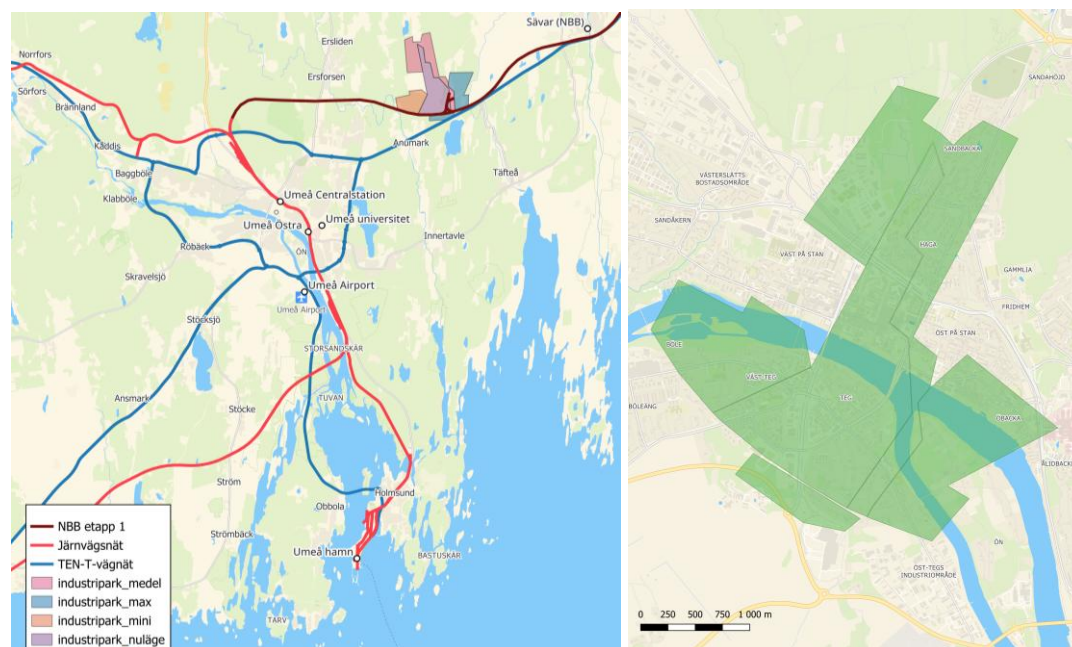 Sävar (NBB)
Norrfors
Ersliden
Ersforsen
Sörfors
Brännland
Kåddis
Anumark
Baggböle
Täfteå
Klabböle
Umeå Centralstation
Umeå universitet
Umeå Östra
Innertavle
Röbäck
ÖN
Skravelsjö
Umeå Airport
Umeå Airport
Stöcksjö
STORSANDSKÄR
Ansmark
TUVAN
Stöcke
Ström
Holmsund
Obbola
Strömbäck
Umeå hamn
BASTUSKÄR
TARV
NBB etapp 1
Järnvägsnät
TEN-T-vägnät
industripark_medel
industripark_max
industripark_mini
industripark_nuläge
SANDAHÖJD
SANDBACKA
VÄSTERSLÄTTS
BOSTADSOMRÅDE
SANDÅKERN
HAGA
VÄST PÅ STAN
GAMMLIA
FRIDHEM
ÖST PÅ STAN
BÖLE
VÄST-TEG
TEG
BÖLEÄNG
ÖBACKA
ÅLIDBACKE
ÖN
ÖST-TEGS
INDUSTRIOMRÅDE
0 250 500 750 1 000 m